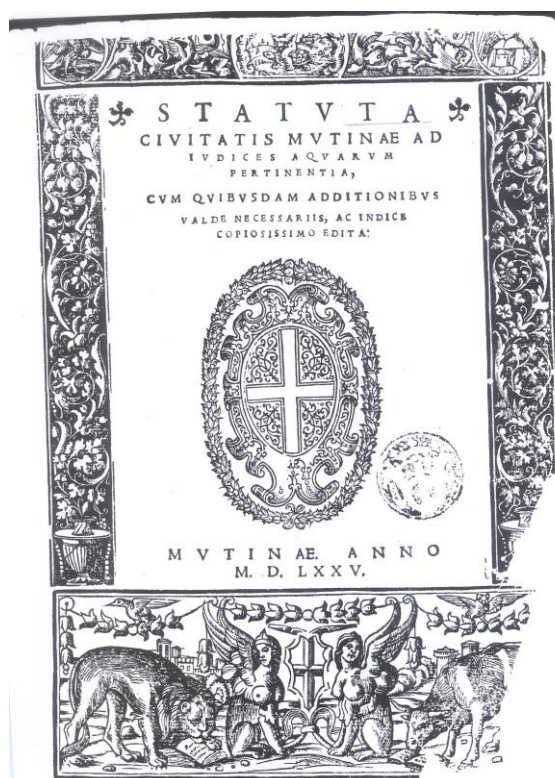 STATVTA
CIVITATIS MVTINAE AD
IVDICES AQVARVM
PERTINENTIA,
CVM QVIBVSDAM ADDITIONIBVS
VALDE NECESSARIIS, AC INDICE
COPIOSISSIMO EDITA.
MVTINAE. ANNO
M. D. LXXV.